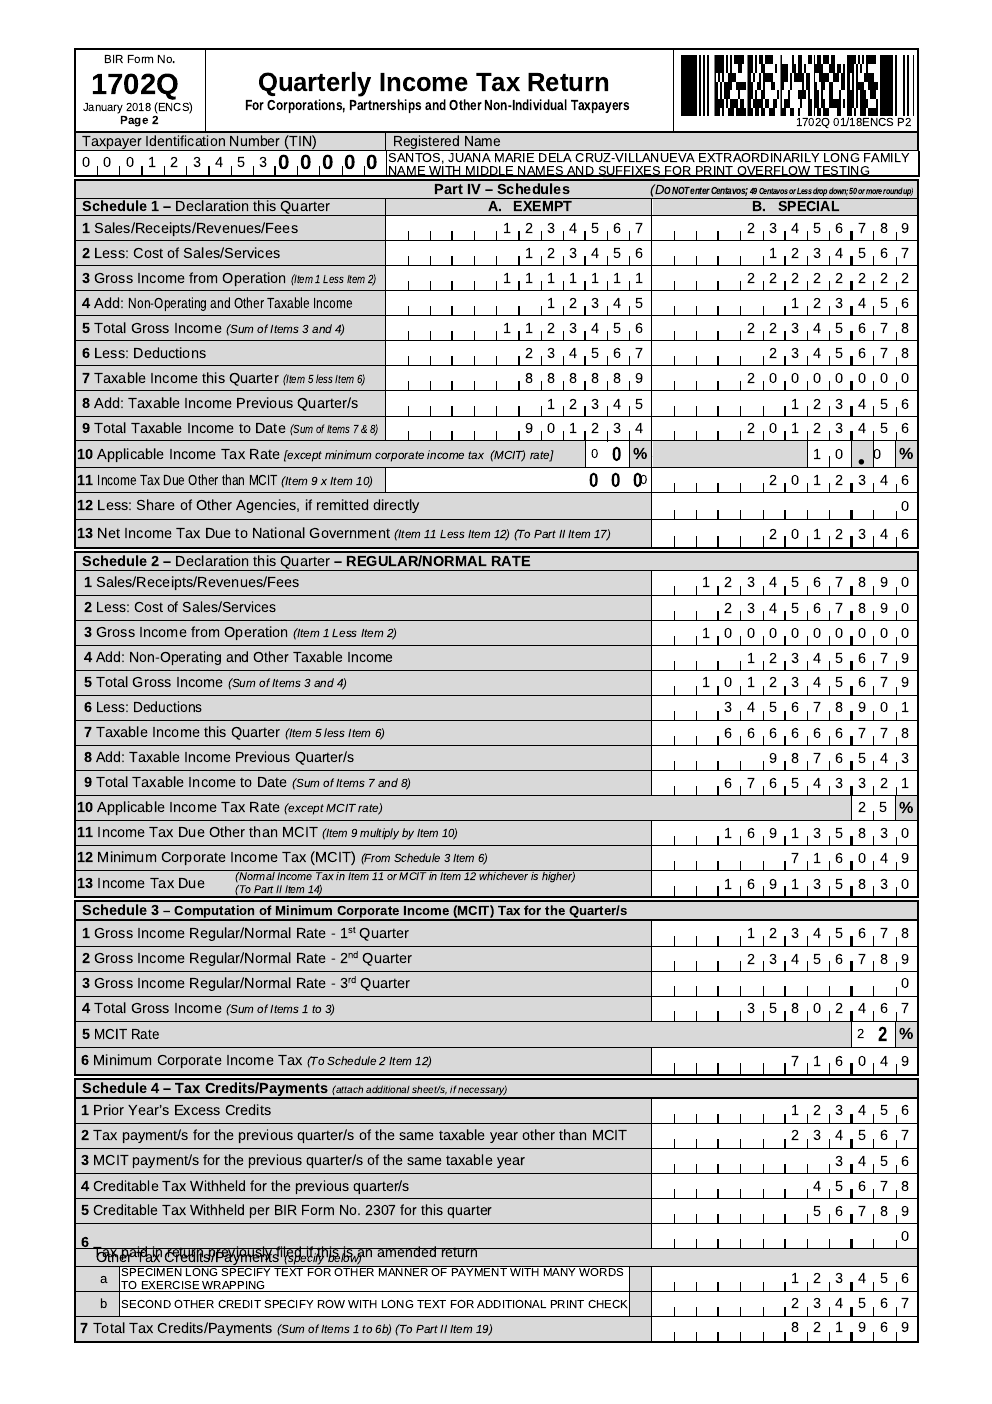 BIR Form No.
1702Q
January 2018 (ENCS)
Page 2
Quarterly Income Tax Return
For Corporations, Partnerships and Other Non-Individual Taxpayers
1702Q 01/18ENCS P2
Taxpayer Identification Number (TIN) Registered Name
0 0 0 1 2 3 4 5 3 0 0 0 0 0 SANTOS, JUANA MARIE DELA CRUZ-VILLANUEVA EXTRAORDINARILY LONG FAMILY
NAME WITH MIDDLE NAMES AND SUFFIXES FOR PRINT OVERFLOW TESTING
Part IV – Schedules (DO NOT enter Centavos; 49 Centavos or Less drop down; 50 or more round up)
Schedule 1 – Declaration this Quarter A. EXEMPT B. SPECIAL
1 Sales/Receipts/Revenues/Fees 1 2 3 4 5 6 7 2 3 4 5 6 7 8 9
2 Less: Cost of Sales/Services 1 2 3 4 5 6 1 2 3 4 5 6 7
3 Gross Income from Operation (Item 1 Less Item 2) 1 1 1 1 1 1 1 2 2 2 2 2 2 2 2
4 Add: Non-Operating and Other Taxable Income 1 2 3 4 5 1 2 3 4 5 6
5 Total Gross Income (Sum of Items 3 and 4) 1 1 2 3 4 5 6 2 2 3 4 5 6 7 8
6 Less: Deductions 2 3 4 5 6 7 2 3 4 5 6 7 8
7 Taxable Income this Quarter (Item 5 less Item 6) 8 8 8 8 8 9 2 0 0 0 0 0 0 0
8 Add: Taxable Income Previous Quarter/s 1 2 3 4 5 1 2 3 4 5 6
9 Total Taxable Income to Date (Sum of Items 7 & 8) 9 0 1 2 3 4 2 0 1 2 3 4 5 6
10 Applicable Income Tax Rate [except minimum corporate income tax (MCIT) rate] 0 0 % 1 0 . 0 %
11 Income Tax Due Other than MCIT (Item 9 x Item 10) 0 0 0 0 2 0 1 2 3 4 6
12 Less: Share of Other Agencies, if remitted directly 0
13 Net Income Tax Due to National Government (Item 11 Less Item 12) (To Part II Item 17) 2 0 1 2 3 4 6
Schedule 2 – Declaration this Quarter – REGULAR/NORMAL RATE
1 Sales/Receipts/Revenues/Fees 1 2 3 4 5 6 7 8 9 0
2 Less: Cost of Sales/Services 2 3 4 5 6 7 8 9 0
3 Gross Income from Operation (Item 1 Less Item 2) 1 0 0 0 0 0 0 0 0 0
4 Add: Non-Operating and Other Taxable Income 1 2 3 4 5 6 7 9
5 Total Gross Income (Sum of Items 3 and 4) 1 0 1 2 3 4 5 6 7 9
6 Less: Deductions 3 4 5 6 7 8 9 0 1
7 Taxable Income this Quarter (Item 5 less Item 6) 6 6 6 6 6 6 7 7 8
8 Add: Taxable Income Previous Quarter/s 9 8 7 6 5 4 3
9 Total Taxable Income to Date (Sum of Items 7 and 8) 6 7 6 5 4 3 3 2 1
10 Applicable Income Tax Rate (except MCIT rate) 2 5 %
11 Income Tax Due Other than MCIT (Item 9 multiply by Item 10) 1 6 9 1 3 5 8 3 0
12 Minimum Corporate Income Tax (MCIT) (From Schedule 3 Item 6) 7 1 6 0 4 9
13 Income Tax Due (Normal Income Tax in Item 11 or MCIT in Item 12 whichever is higher)
(To Part II Item 14) 1 6 9 1 3 5 8 3 0
Schedule 3 – Computation of Minimum Corporate Income (MCIT) Tax for the Quarter/s
1 Gross Income Regular/Normal Rate - 1st Quarter 1 2 3 4 5 6 7 8
2 Gross Income Regular/Normal Rate - 2nd Quarter 2 3 4 5 6 7 8 9
3 Gross Income Regular/Normal Rate - 3rd Quarter 0
4 Total Gross Income (Sum of Items 1 to 3) 3 5 8 0 2 4 6 7
5 MCIT Rate 2 2 %
6 Minimum Corporate Income Tax (To Schedule 2 Item 12) 7 1 6 0 4 9
Schedule 4 – Tax Credits/Payments (attach additional sheet/s, if necessary)
1 Prior Year's Excess Credits 1 2 3 4 5 6
2 Tax payment/s for the previous quarter/s of the same taxable year other than MCIT 2 3 4 5 6 7
3 MCIT payment/s for the previous quarter/s of the same taxable year 3 4 5 6
4 Creditable Tax Withheld for the previous quarter/s 4 5 6 7 8
5 Creditable Tax Withheld per BIR Form No. 2307 for this quarter 5 6 7 8 9
6 Tax paid in return previously filed if this is an amended return 0
Other Tax Credits/Payments (specify below)
a SPECIMEN LONG SPECIFY TEXT FOR OTHER MANNER OF PAYMENT WITH MANY WORDS
TO EXERCISE WRAPPING 1 2 3 4 5 6
b SECOND OTHER CREDIT SPECIFY ROW WITH LONG TEXT FOR ADDITIONAL PRINT CHECK 2 3 4 5 6 7
7 Total Tax Credits/Payments (Sum of Items 1 to 6b) (To Part II Item 19) 8 2 1 9 6 9